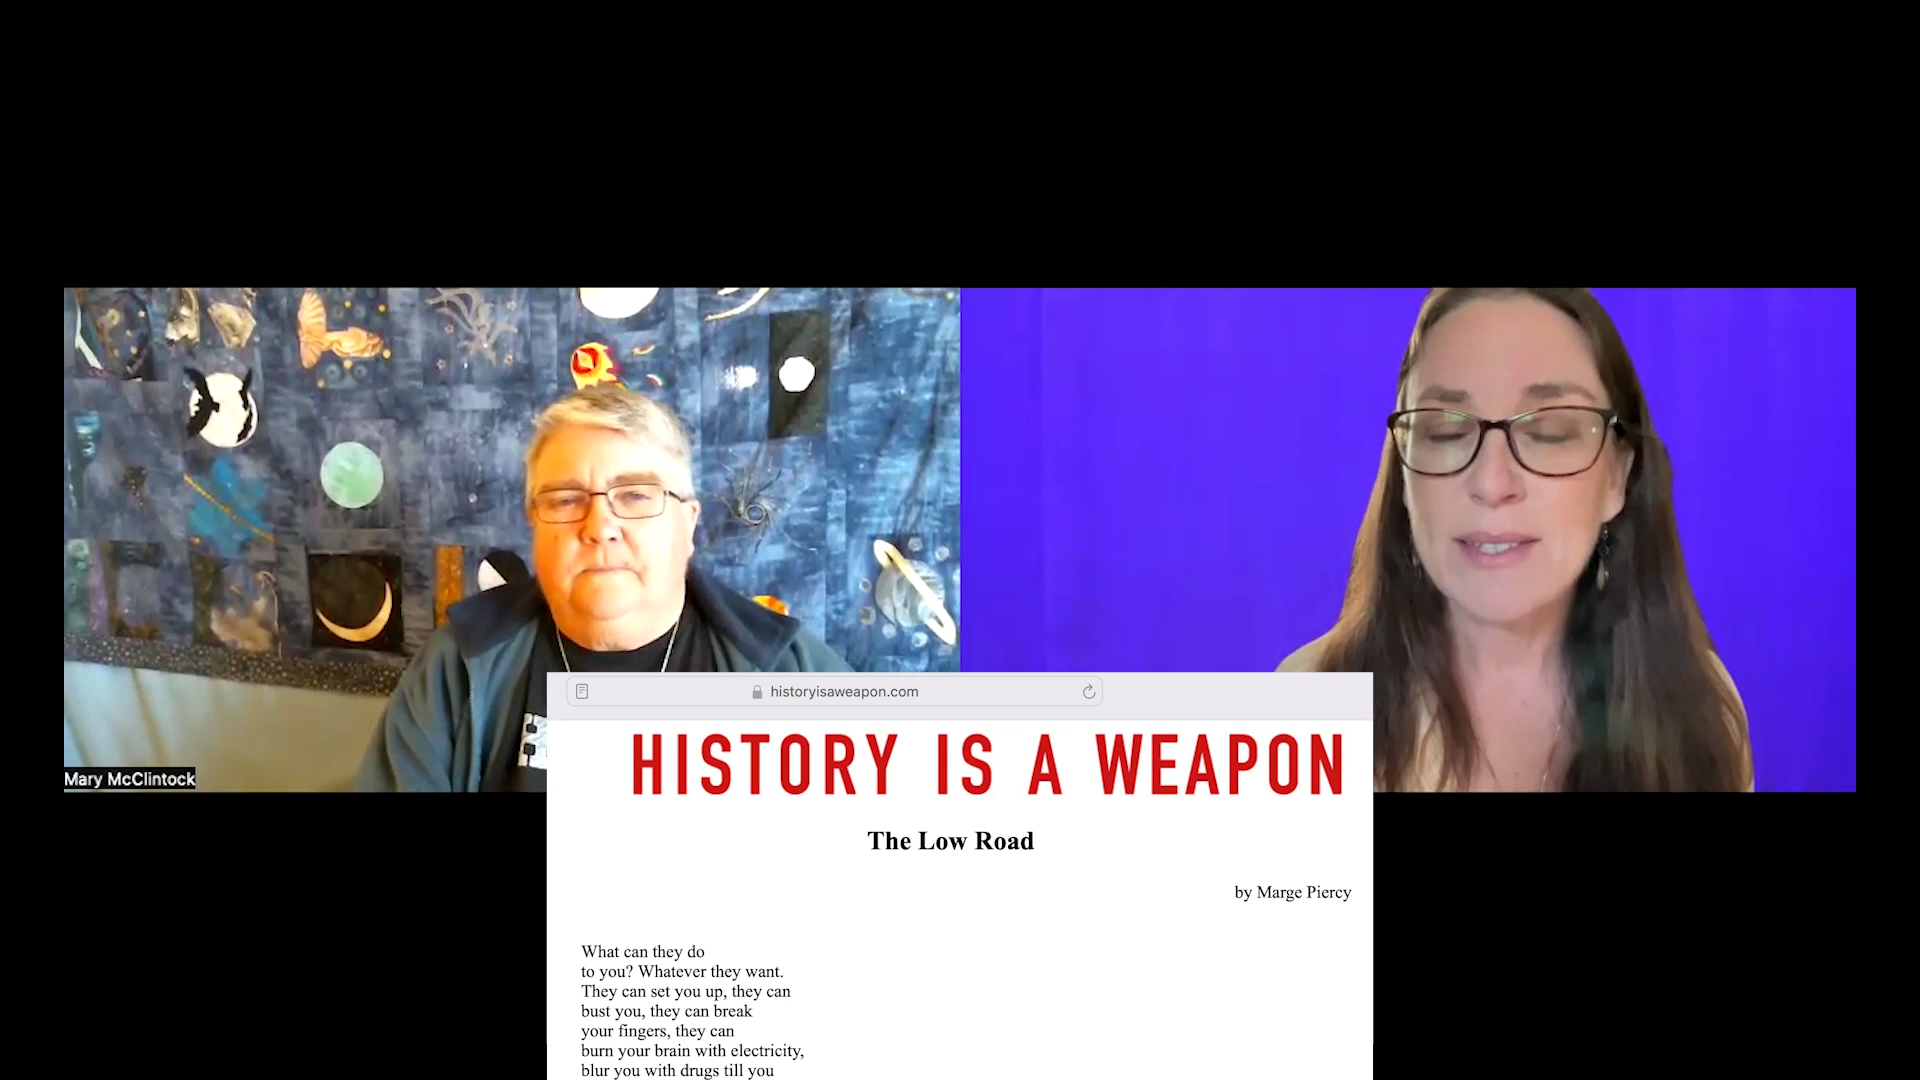 Mary McClintock
historyisaweapon.com
HISTORY IS A WEAPON
The Low Road
by Marge Piercy
What can they do
to you? Whatever they want.
They can set you up, they can
bust you, they can break
your fingers, they can
burn your brain with electricity,
blur you with drugs till you